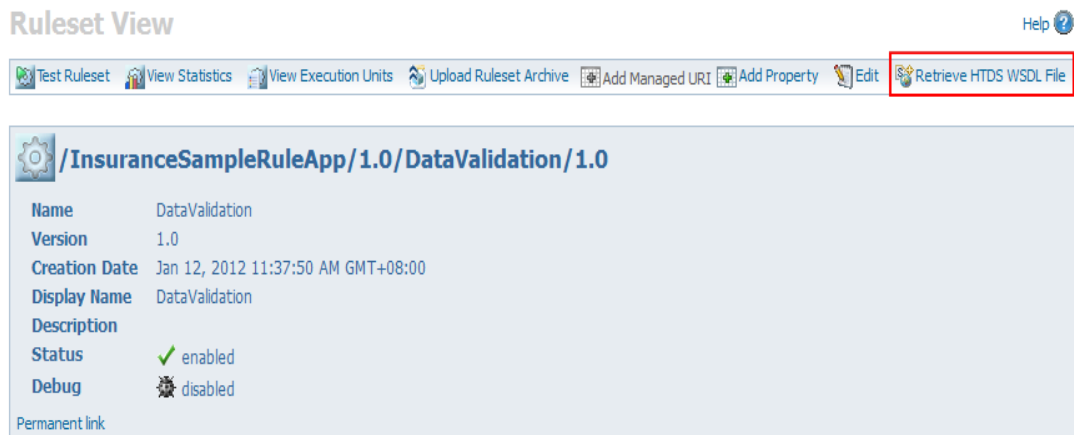 Ruleset View
Help
Test Ruleset View Statistics View Execution Units Upload Ruleset Archive Add Managed URI Add Property Edit Retrieve HTDS WSDL File
/InsuranceSampleRuleApp/1.0/DataValidation/1.0
Name DataValidation
Version 1.0
Creation Date Jan 12, 2012 11:37:50 AM GMT+08:00
Display Name DataValidation
Description
Status enabled
Debug disabled
Permanent link